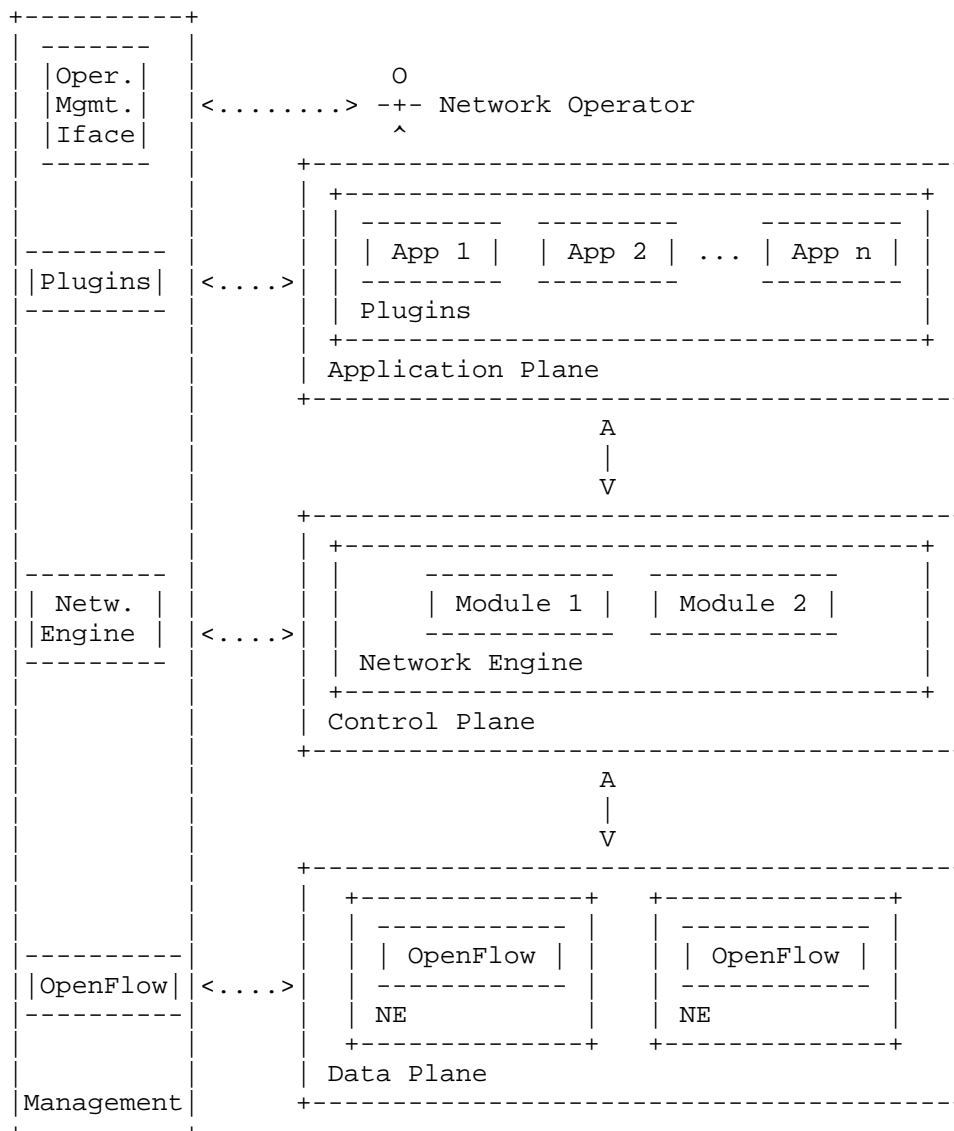 Oper.
Mgmt. O
Iface <........> -+- Network Operator
^
App 1 App 2 ... App n
Plugins <....>
Plugins
Application Plane
A
V
Netw. Module 1 Module 2
Engine <....>
Network Engine
Control Plane
A
V
OpenFlow OpenFlow
OpenFlow <....>
NE NE
Data Plane
Management